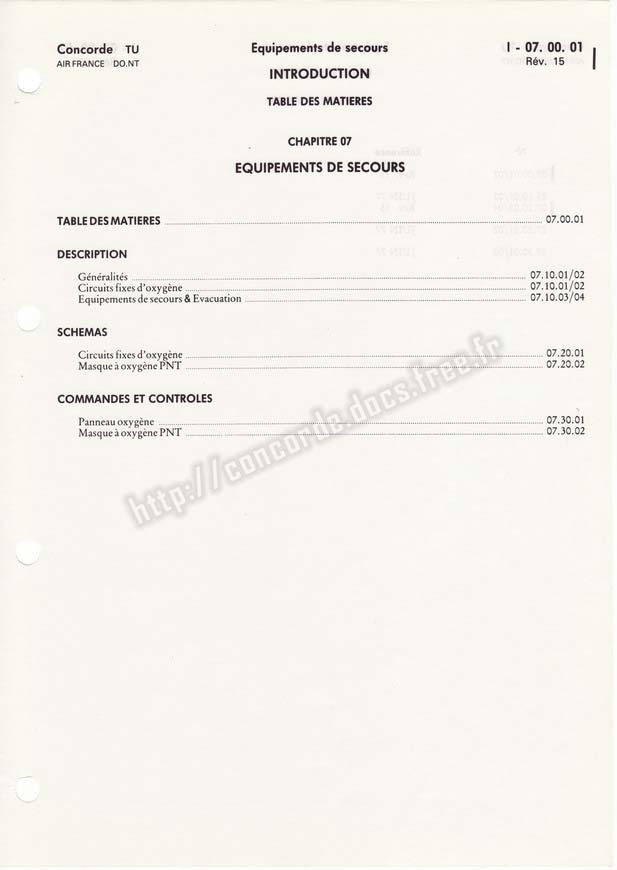 Concorde TU Equipements de secours I - 07. 00. 01
AIR FRANCE DO.NT INTRODUCTION Rév. 15
TABLE DES MATIERES
CHAPITRE 07
EQUIPEMENTS DE SECOURS
TABLE DES MATIERES 07.00.01
DESCRIPTION
Généralités 07.10.01/02
Circuits fixes d'oxygène 07.10.01/02
Equipements de secours & Evacuation 07.10.03/04
SCHEMAS
Circuits fixes d'oxygène 07.20.01
Masque à oxygène PNT 07.20.02
COMMANDES ET CONTROLES
Panneau oxygène 07.30.01
Masque à oxygène PNT 07.30.02
http://concorde.docs.free.fr